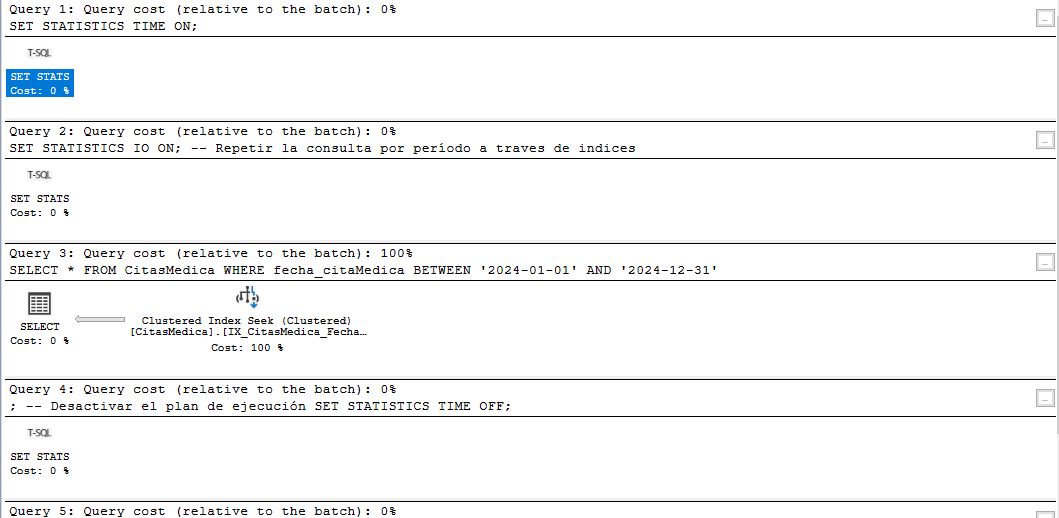 Query 1: Query cost (relative to the batch): 0%
SET STATISTICS TIME ON;
T-SQL
SET STATS
Cost: 0 %
Query 2: Query cost (relative to the batch): 0%
SET STATISTICS IO ON; -- Repetir la consulta por período a traves de indices
T-SQL
SET STATS
Cost: 0 %
Query 3: Query cost (relative to the batch): 100%
SELECT * FROM CitasMedica WHERE fecha_citaMedica BETWEEN '2024-01-01' AND '2024-12-31'
SELECT
Cost: 0 %
Clustered Index Seek (Clustered)
[CitasMedica].[IX_CitasMedica_Fecha…
Cost: 100 %
Query 4: Query cost (relative to the batch): 0%
; -- Desactivar el plan de ejecución SET STATISTICS TIME OFF;
T-SQL
SET STATS
Cost: 0 %
Query 5: Query cost (relative to the batch): 0%